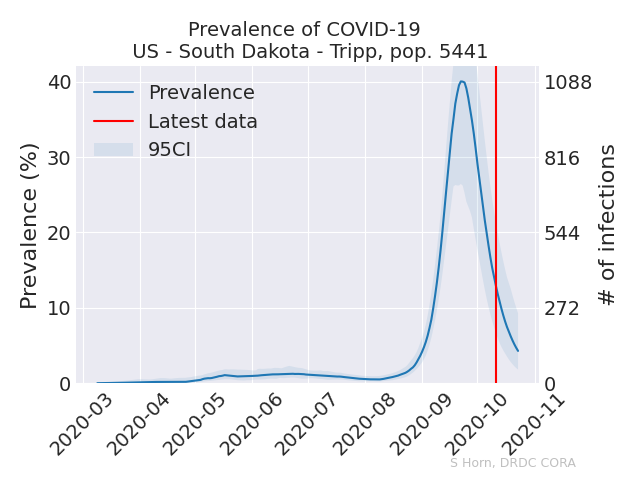 Prevalence of COVID-19
US - South Dakota - Tripp, pop. 5441
Prevalence (%)
40
30
20
10
0
Prevalence
Latest data
95CI
1088
816
544
272
0
# of infections
2020-03
2020-04
2020-05
2020-06
2020-07
2020-08
2020-09
2020-10
2020-11
S Horn, DRDC CORA